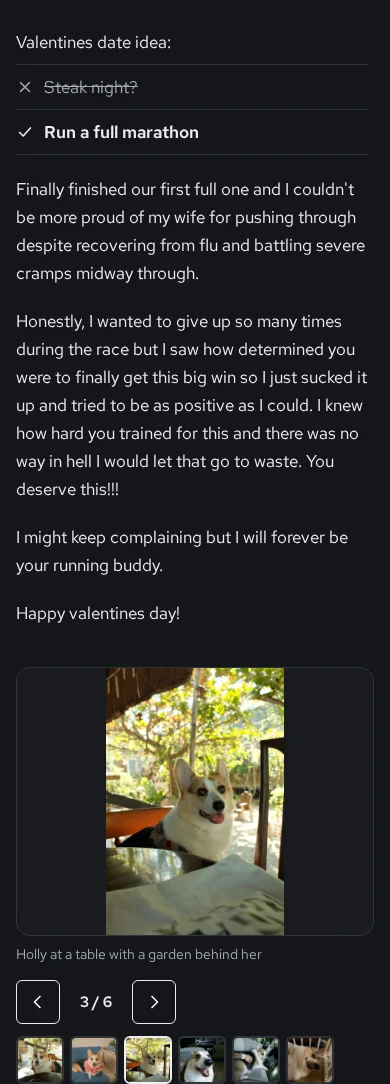 Valentines date idea:
Steak night?
Run a full marathon
Finally finished our first full one and I couldn't
be more proud of my wife for pushing through
despite recovering from flu and battling severe
cramps midway through.
Honestly, I wanted to give up so many times
during the race but I saw how determined you
were to finally get this big win so I just sucked it
up and tried to be as positive as I could. I knew
how hard you trained for this and there was no
way in hell I would let that go to waste. You
deserve this!!!
I might keep complaining but I will forever be
your running buddy.
Happy valentines day!
Holly at a table with a garden behind her
3 / 6